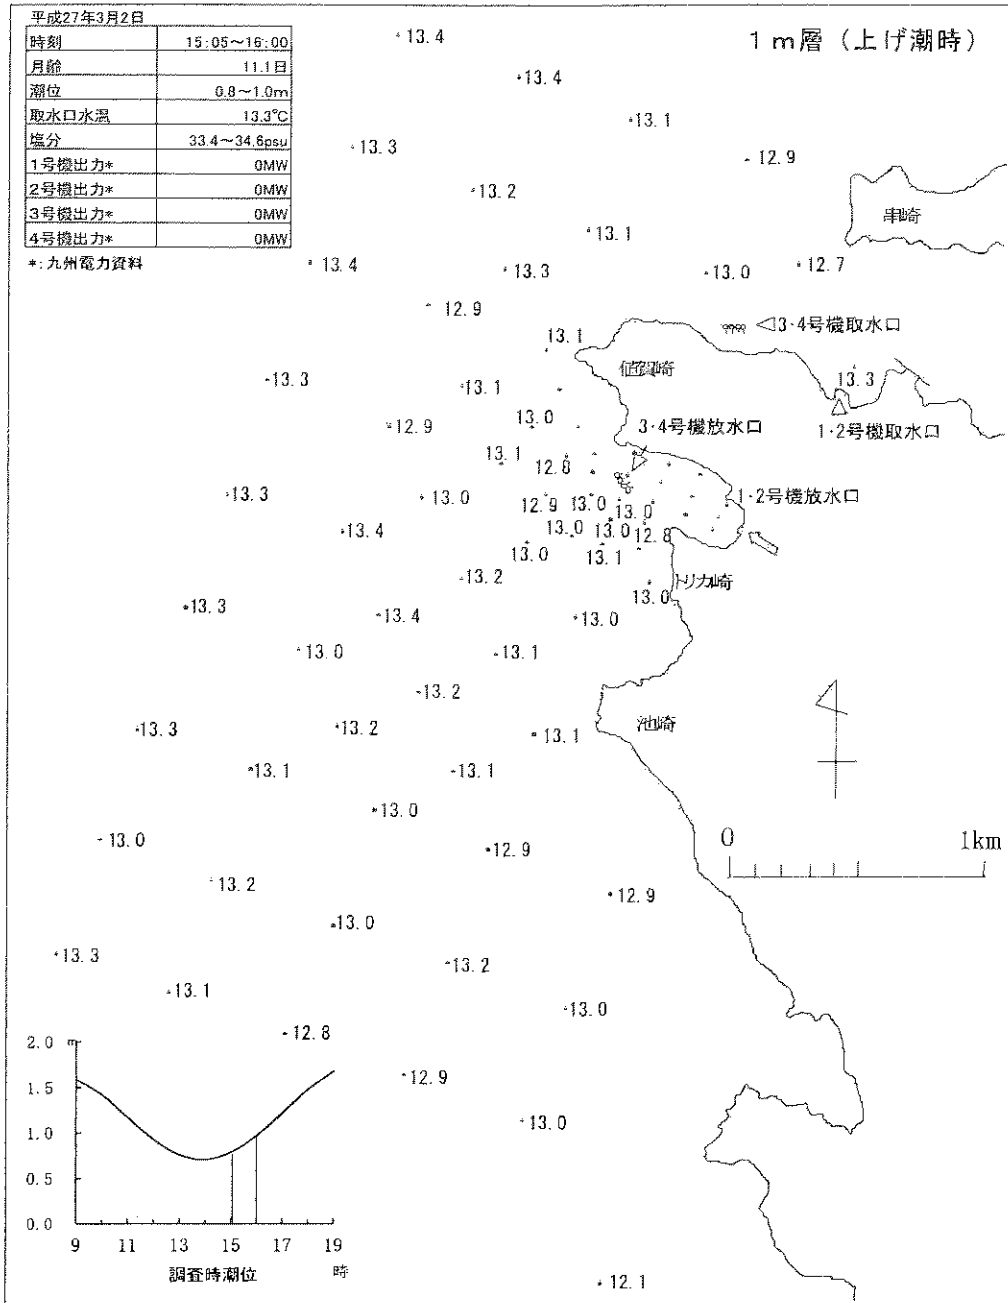 平成27年3月2日
時刻 15:05～16:00
月齢 11.1日
潮位 0.8～1.0m
取水口水温 13.3℃
塩分 33.4～34.6psu
1号機出力* 0MW
2号機出力* 0MW
3号機出力* 0MW
4号機出力* 0MW
*:九州電力資料
1m層(上げ潮時)
13.4
13.4
13.1
13.3
12.9
13.2
串崎
13.1
13.4
13.3
13.0
12.7
12.9
3・4号機取水口
13.1
値賀崎
13.3
13.3
13.1
13.0
12.9
3・4号機放水口
1・2号機取水口
13.1
12.8
13.3
13.0
12.9
13.0
13.0
1・2号機放水口
13.4
13.0
13.0
12.8
13.0
13.1
13.2
トリカ崎
13.0
13.3
13.4
13.0
13.0
13.1
13.2
池崎
13.3
13.2
13.1
13.1
13.1
13.0
13.0
12.9
0 1km
13.2
12.9
13.0
13.3
13.2
13.1
13.0
12.8
12.9
13.0
12.1
2.0 m
1.5
1.0
0.5
0.0
9 11 13 15 17 19
調査時潮位 時